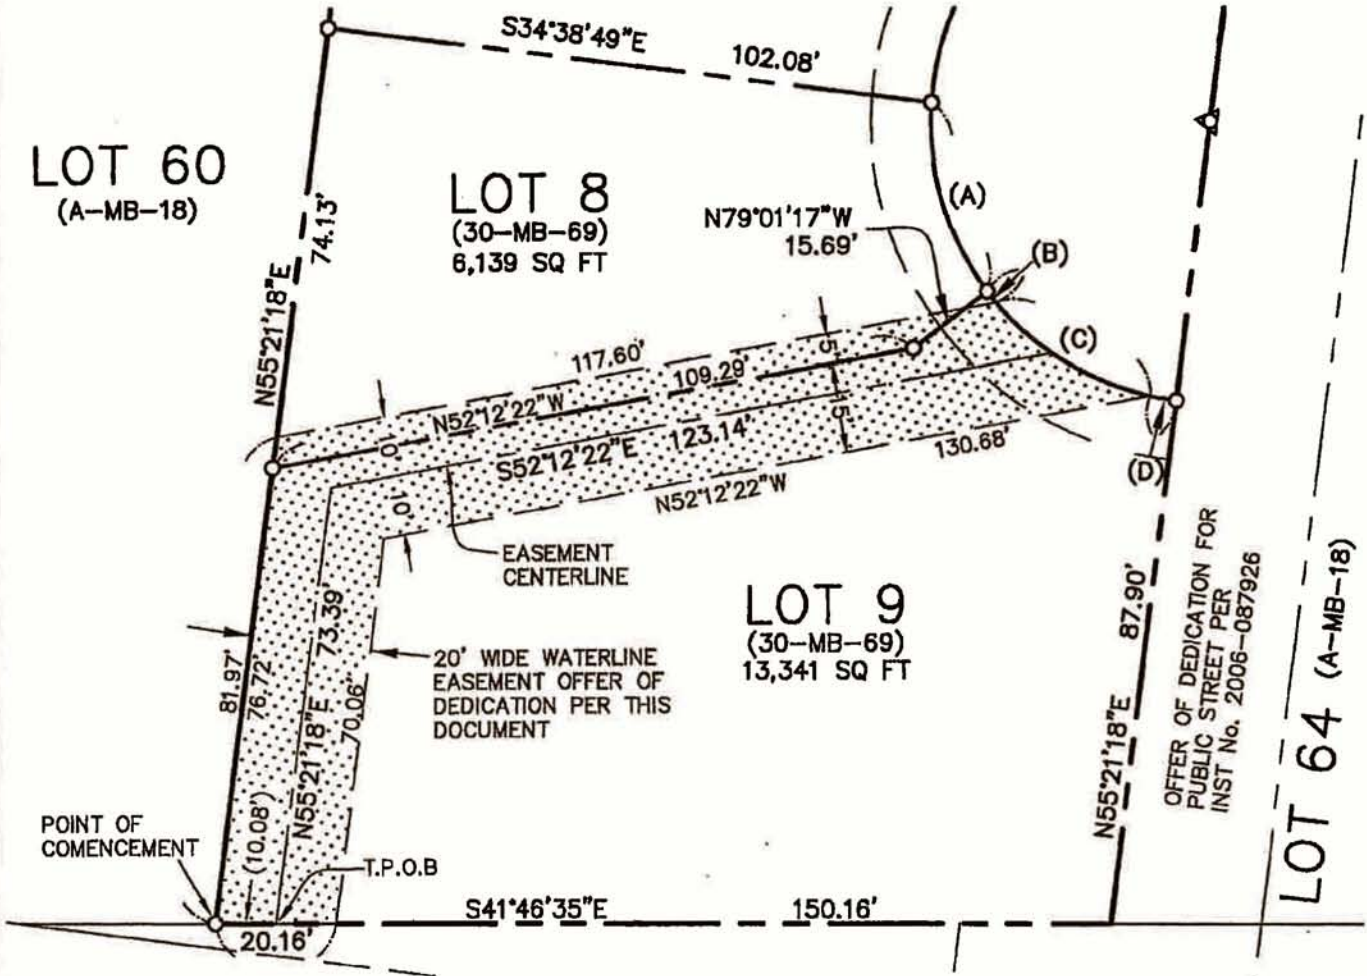 S34°38'49"E
102.08'
LOT 60
(A-MB-18)
74.13'
N55°21'18"E
LOT 8
(30-MB-69)
6,139 SQ FT
N79°01'17"W
15.69'
(A)
(B)
(C)
(D)
117.60'
5'
109.29'
N52°12'22"W
10'
S52°12'22"E
123.14'
15'
130.68'
N52°12'22"W
10'
EASEMENT
CENTERLINE
LOT 9
(30-MB-69)
13,341 SQ FT
20' WIDE WATERLINE
EASEMENT OFFER OF
DEDICATION PER THIS
DOCUMENT
81.97'
76.72'
N55°21'18"E
73.39'
70.06"
(10.08')
POINT OF
COMENCEMENT
T.P.O.B
20.16'
S41°46'35"E
150.16'
N55°21'18"E
87.90'
OFFER OF DEDICATION FOR
PUBLIC STREET PER
INST No. 2006-087926
LOT 64 (A-MB-18)